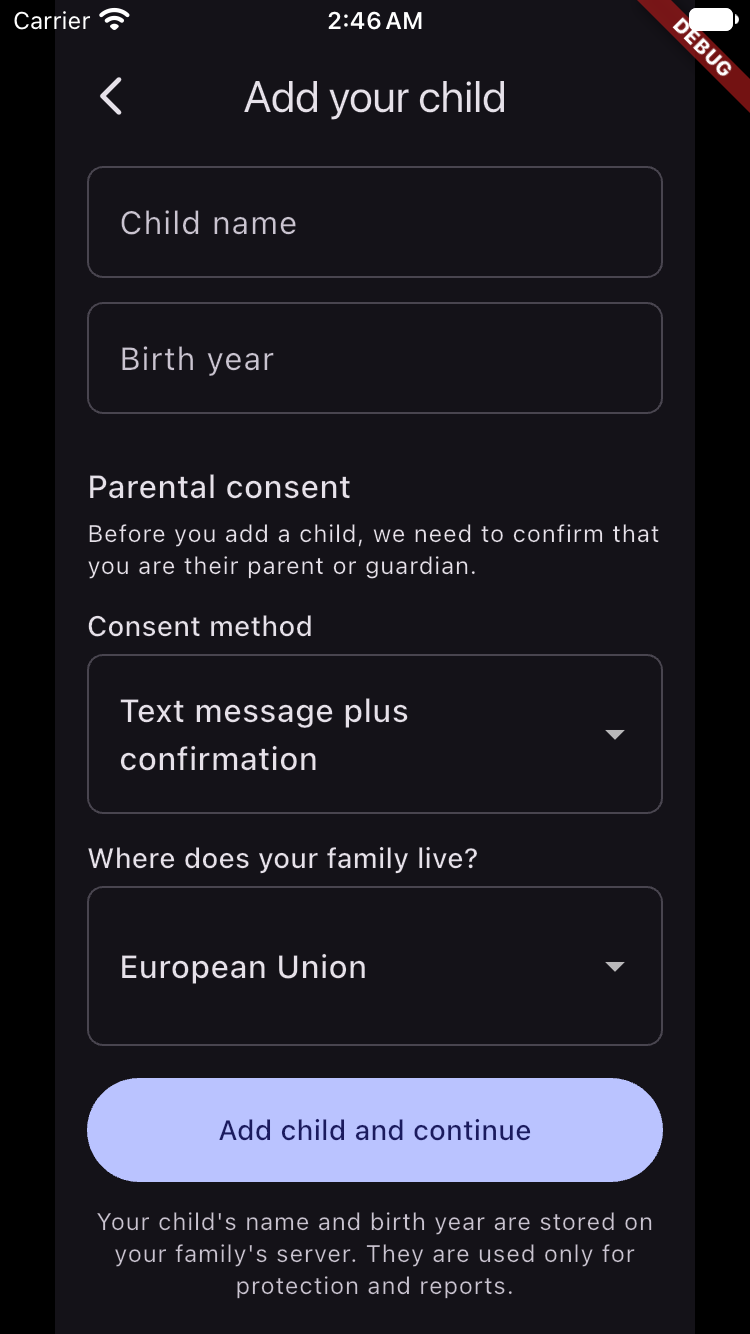 Carrier
2:46 AM
DEBUG
Add your child
Child name
Birth year
Parental consent
Before you add a child, we need to confirm that
you are their parent or guardian.
Consent method
Text message plus
confirmation
Where does your family live?
European Union
Add child and continue
Your child's name and birth year are stored on
your family's server. They are used only for
protection and reports.